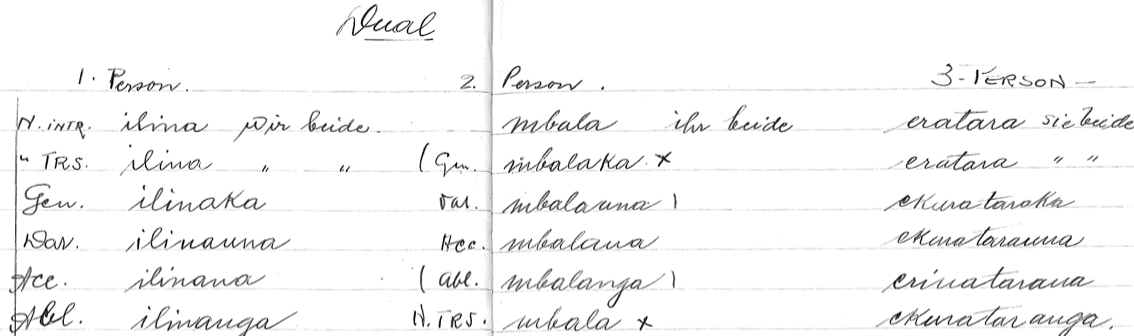 Dual
1. Person. 2. Person. 3-PERSON-
N. INTR. ilina wir beide. mbala ihr beide eratara sie beide
" TRS. ilina " " (Gen. mbalaka x eratara " "
Gen. ilinaka Dat. mbalauna ) ekurataraka
Dat. ilinauna Acc. mbalana ekuratarauna
Acc. ilinana (Abl. mbalanga ) erinatarana
Abl. ilinanga N. TRS. mbala x ekurataranga.